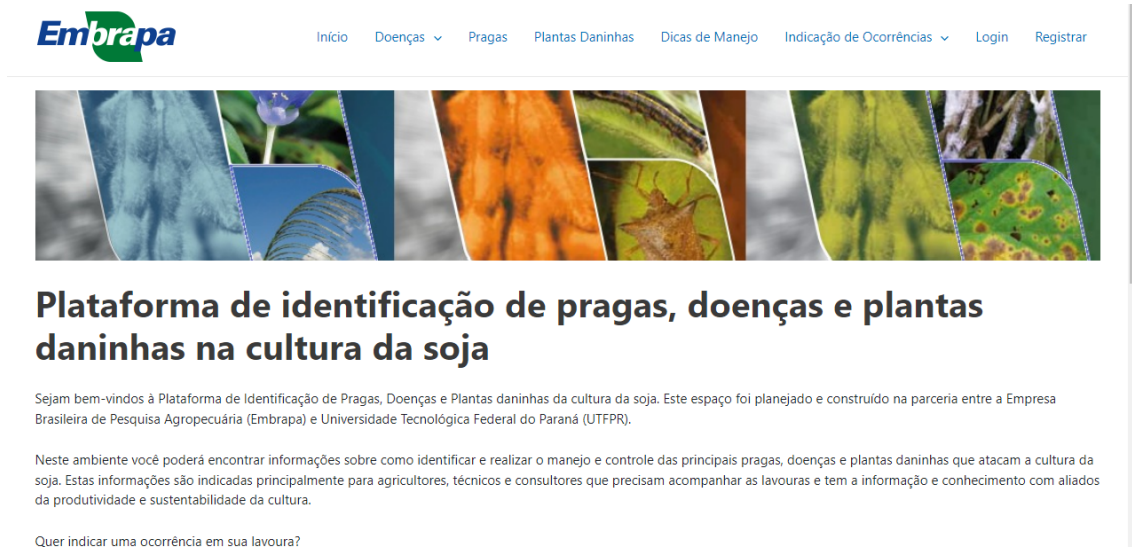 Embrapa
Início Doenças Pragas Plantas Daninhas Dicas de Manejo Indicação de Ocorrências Login Registrar
Plataforma de identificação de pragas, doenças e plantas
daninhas na cultura da soja
Sejam bem-vindos à Plataforma de Identificação de Pragas, Doenças e Plantas daninhas da cultura da soja. Este espaço foi planejado e construído na parceria entre a Empresa
Brasileira de Pesquisa Agropecuária (Embrapa) e Universidade Tecnológica Federal do Paraná (UTFPR).
Neste ambiente você poderá encontrar informações sobre como identificar e realizar o manejo e controle das principais pragas, doenças e plantas daninhas que atacam a cultura da
soja. Estas informações são indicadas principalmente para agricultores, técnicos e consultores que precisam acompanhar as lavouras e tem a informação e conhecimento com aliados
da produtividade e sustentabilidade da cultura.
Quer indicar uma ocorrência em sua lavoura?